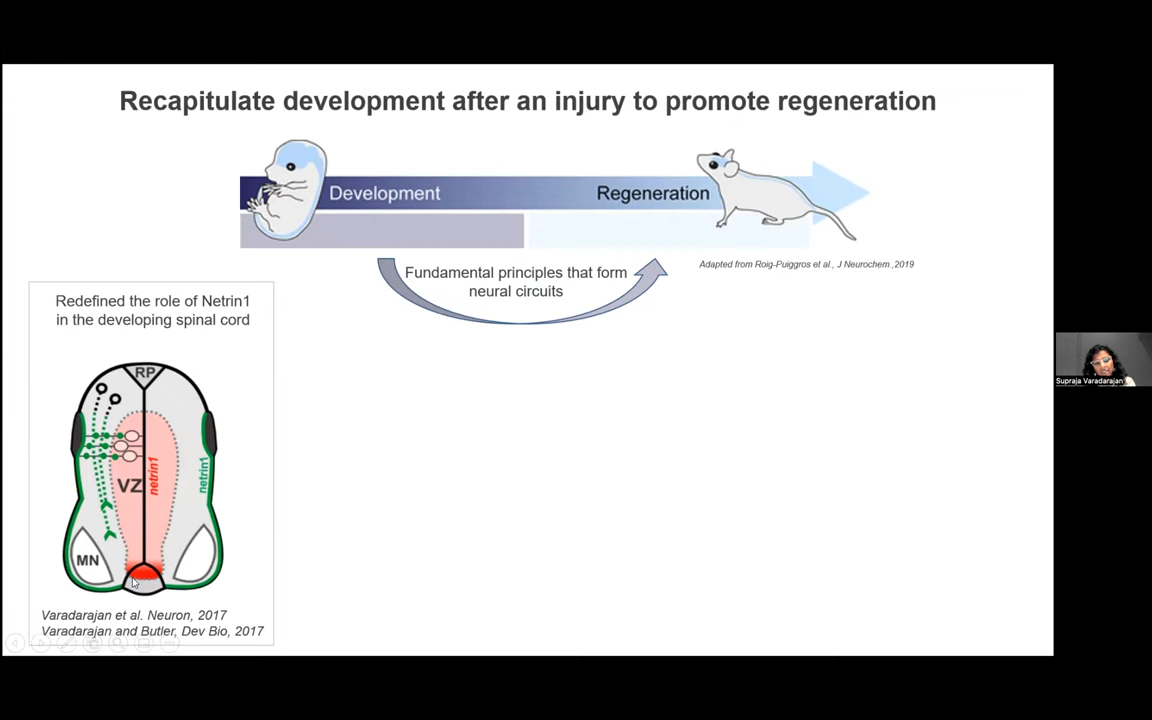 Recapitulate development after an injury to promote regeneration
Development
Regeneration
Adapted from Roig-Puiggros et al., J Neurochem.,2019
Fundamental principles that form
neural circuits
Redefined the role of Netrin1
in the developing spinal cord
RP
VZ
netrin1
netrin1
MN
Varadarajan et al. Neuron, 2017
Varadarajan and Butler, Dev Bio, 2017
Supraja Varadarajan